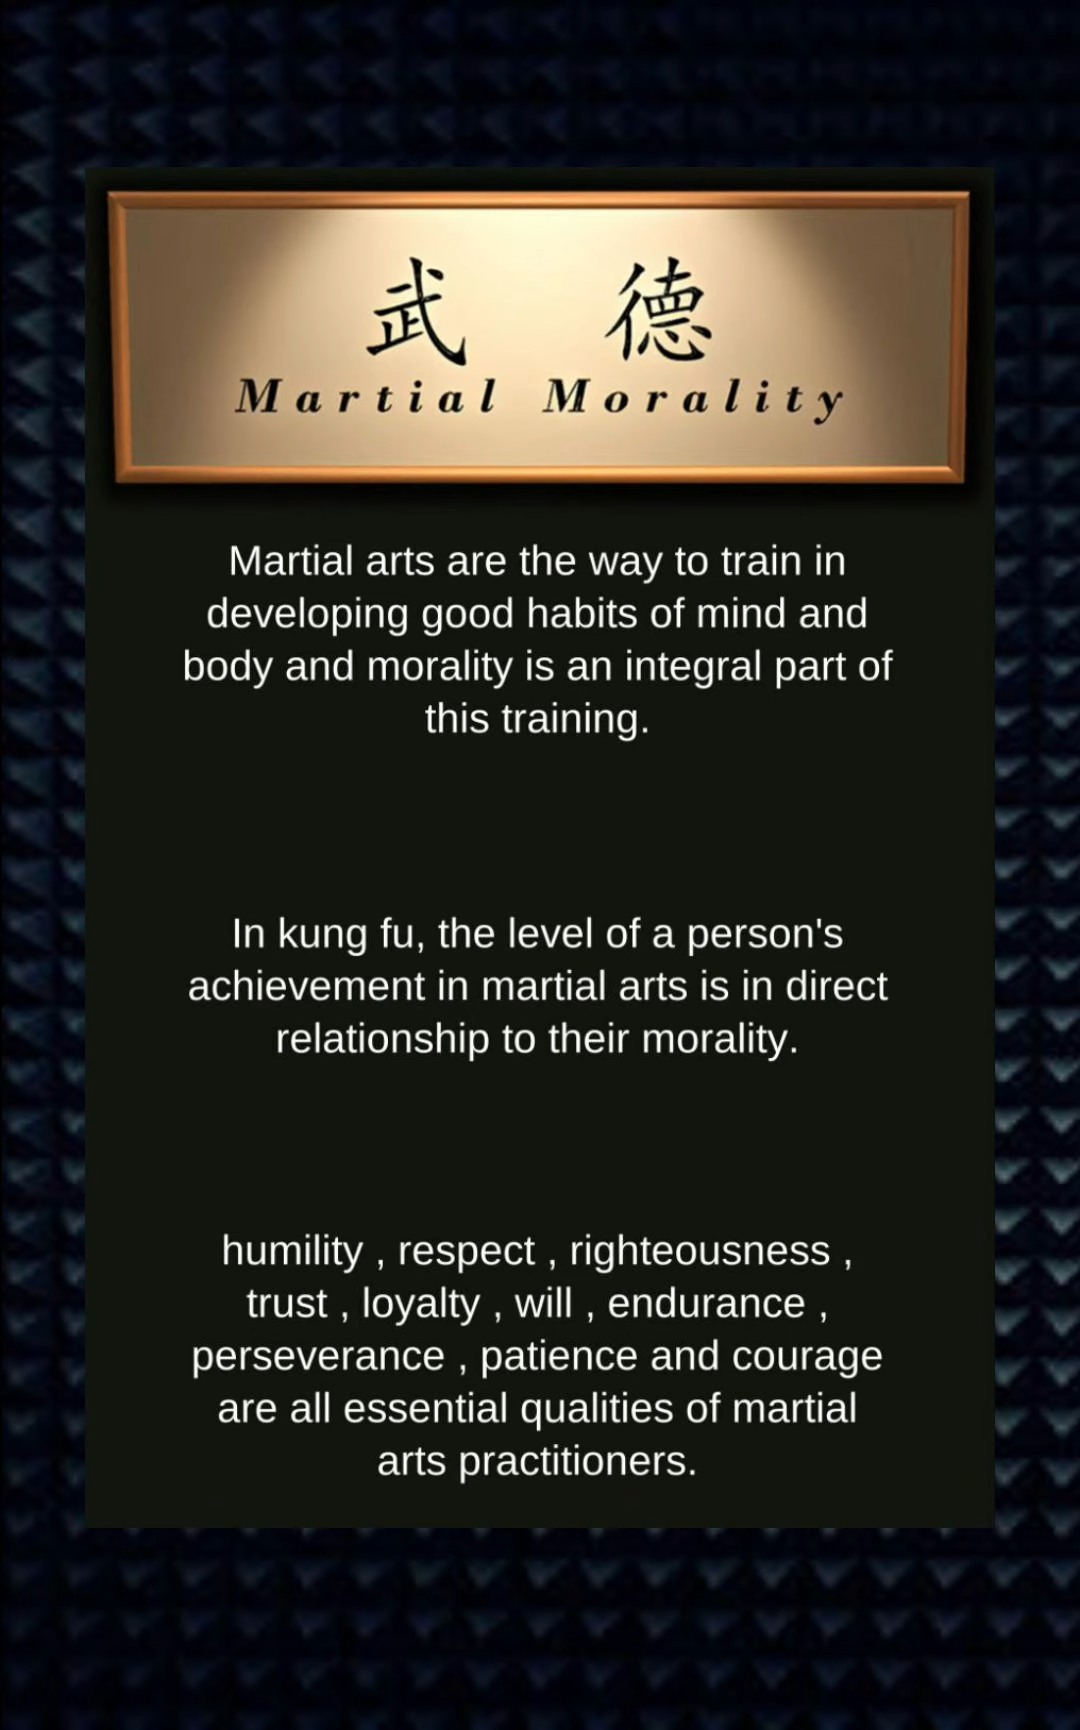 武 德
Martial Morality
Martial arts are the way to train in
developing good habits of mind and
body and morality is an integral part of
this training.
In kung fu, the level of a person's
achievement in martial arts is in direct
relationship to their morality.
humility , respect , righteousness ,
trust , loyalty , will , endurance ,
perseverance , patience and courage
are all essential qualities of martial
arts practitioners.